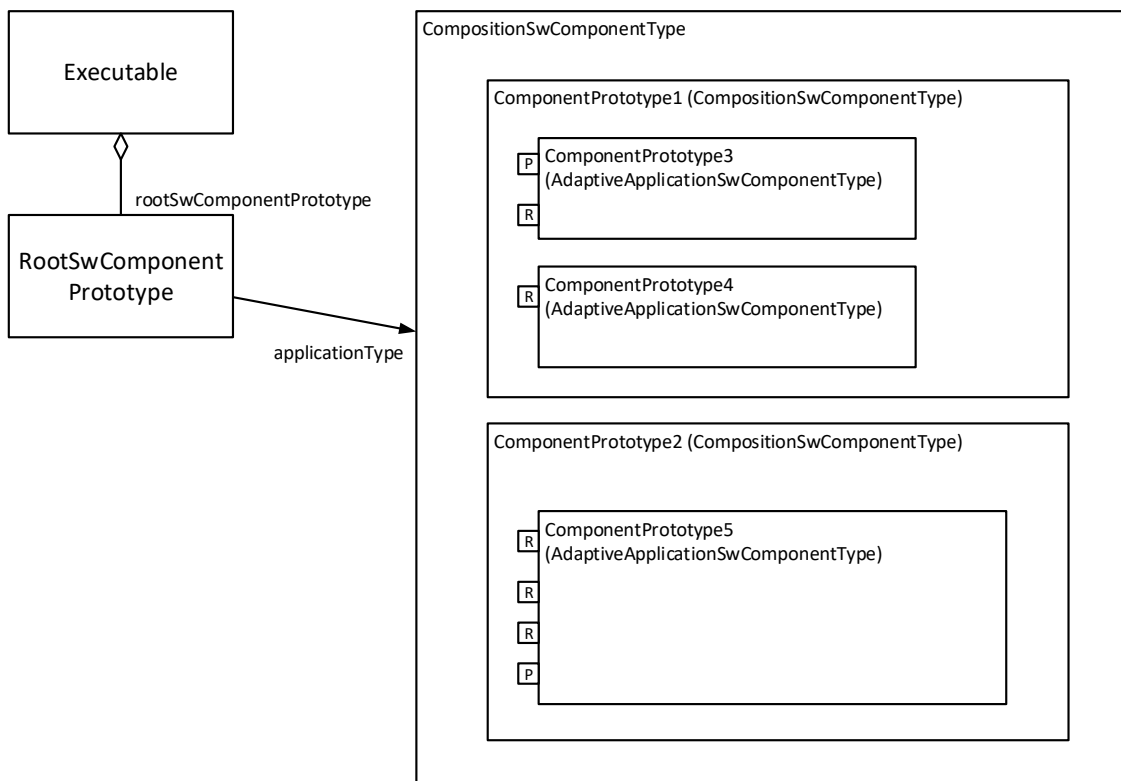 Executable
rootSwComponentPrototype
RootSwComponent
Prototype
applicationType
CompositionSwComponentType
ComponentPrototype1 (CompositionSwComponentType)
P
ComponentPrototype3
(AdaptiveApplicationSwComponentType)
R
R
ComponentPrototype4
(AdaptiveApplicationSwComponentType)
ComponentPrototype2 (CompositionSwComponentType)
R
ComponentPrototype5
(AdaptiveApplicationSwComponentType)
R
R
P